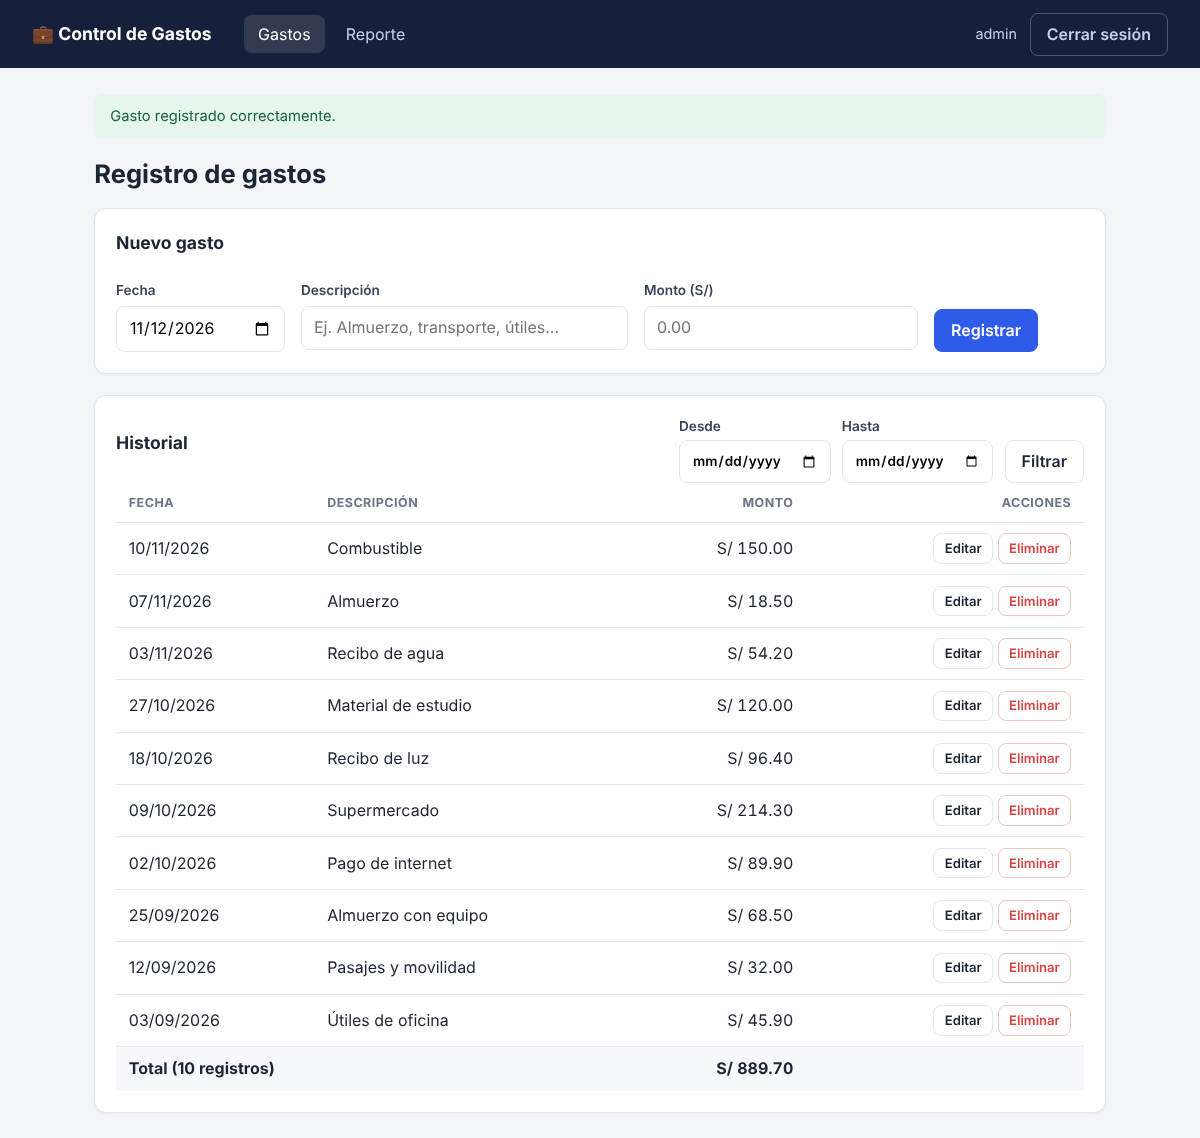 Control de Gastos Gastos Reporte admin Cerrar sesión
Gasto registrado correctamente.
Registro de gastos
Nuevo gasto
Fecha Descripción Monto (S/)
11/12/2026 Ej. Almuerzo, transporte, útiles... 0.00 Registrar
Desde Hasta
Historial mm/dd/yyyy mm/dd/yyyy Filtrar
FECHA DESCRIPCIÓN MONTO ACCIONES
10/11/2026 Combustible S/ 150.00 Editar Eliminar
07/11/2026 Almuerzo S/ 18.50 Editar Eliminar
03/11/2026 Recibo de agua S/ 54.20 Editar Eliminar
27/10/2026 Material de estudio S/ 120.00 Editar Eliminar
18/10/2026 Recibo de luz S/ 96.40 Editar Eliminar
09/10/2026 Supermercado S/ 214.30 Editar Eliminar
02/10/2026 Pago de internet S/ 89.90 Editar Eliminar
25/09/2026 Almuerzo con equipo S/ 68.50 Editar Eliminar
12/09/2026 Pasajes y movilidad S/ 32.00 Editar Eliminar
03/09/2026 Útiles de oficina S/ 45.90 Editar Eliminar
Total (10 registros) S/ 889.70